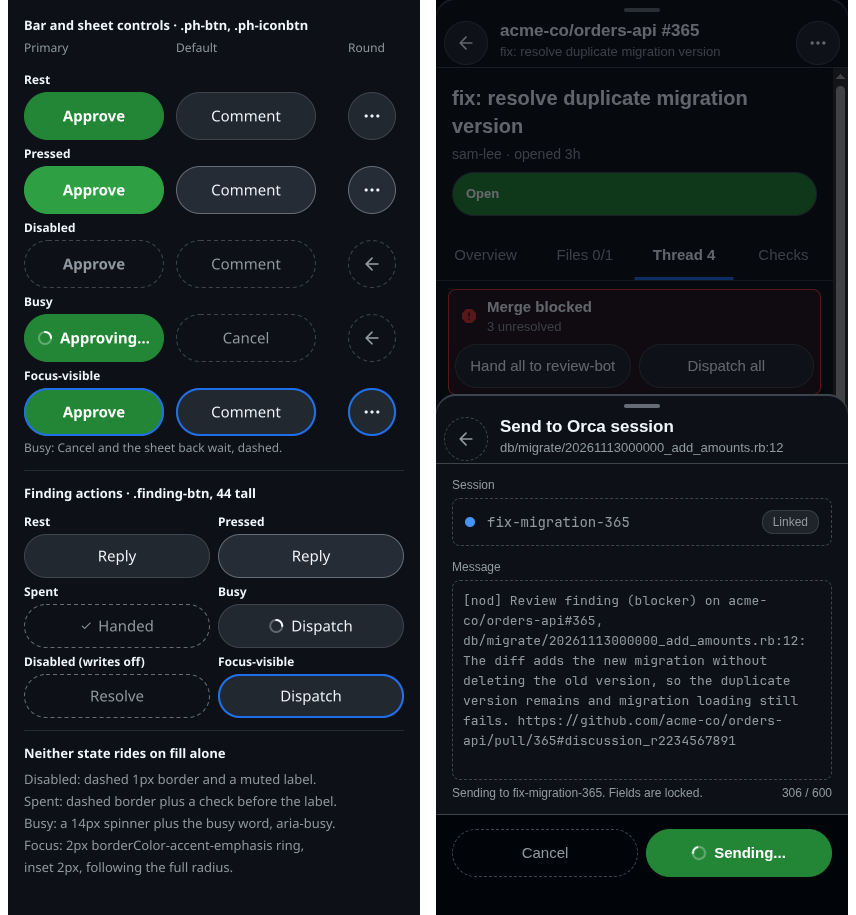 Bar and sheet controls · .ph-btn, .ph-iconbtn
Primary Default Round
Rest
Approve Comment
Pressed
Approve Comment
Disabled
Approve Comment
Busy
Approving... Cancel
Focus-visible
Approve Comment
Busy: Cancel and the sheet back wait, dashed.
Finding actions · .finding-btn, 44 tall
Rest Pressed
Reply Reply
Spent Busy
Handed Dispatch
Disabled (writes off) Focus-visible
Resolve Dispatch
Neither state rides on fill alone
Disabled: dashed 1px border and a muted label.
Spent: dashed border plus a check before the label.
Busy: a 14px spinner plus the busy word, aria-busy.
Focus: 2px borderColor-accent-emphasis ring,
inset 2px, following the full radius.
acme-co/orders-api #365
fix: resolve duplicate migration version
fix: resolve duplicate migration
version
sam-lee · opened 3h
Open
Overview Files 0/1 Thread 4 Checks
Merge blocked
3 unresolved
Hand all to review-bot Dispatch all
Send to Orca session
db/migrate/20261113000000_add_amounts.rb:12
Session
fix-migration-365 Linked
Message
[nod] Review finding (blocker) on acme-
co/orders-api#365,
db/migrate/20261113000000_add_amounts.rb:12:
The diff adds the new migration without
deleting the old version, so the duplicate
version remains and migration loading still
fails. https://github.com/acme-co/orders-
api/pull/365#discussion_r2234567891
Sending to fix-migration-365. Fields are locked. 306 / 600
Cancel Sending...